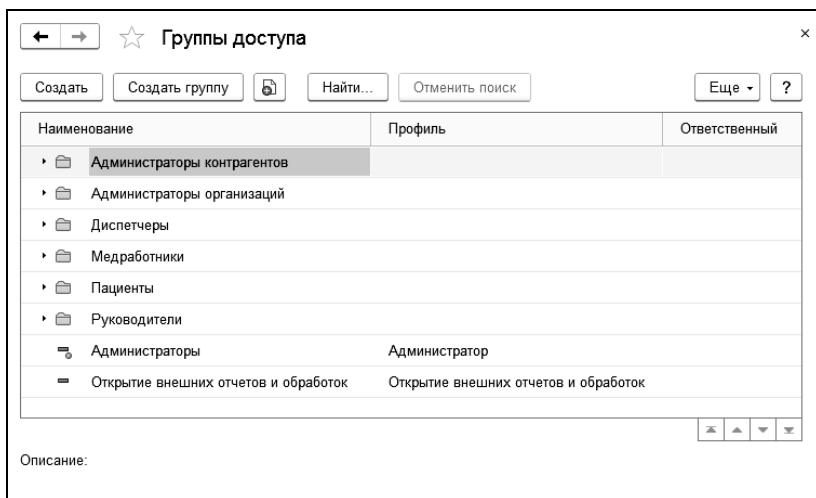 Группы доступа
Создать Создать группу Найти... Отменить поиск Еще ?
Наименование Профиль Ответственный
Администраторы контрагентов
Администраторы организаций
Диспетчеры
Медработники
Пациенты
Руководители
Администраторы Администратор
Открытие внешних отчетов и обработок Открытие внешних отчетов и обработок
Описание: